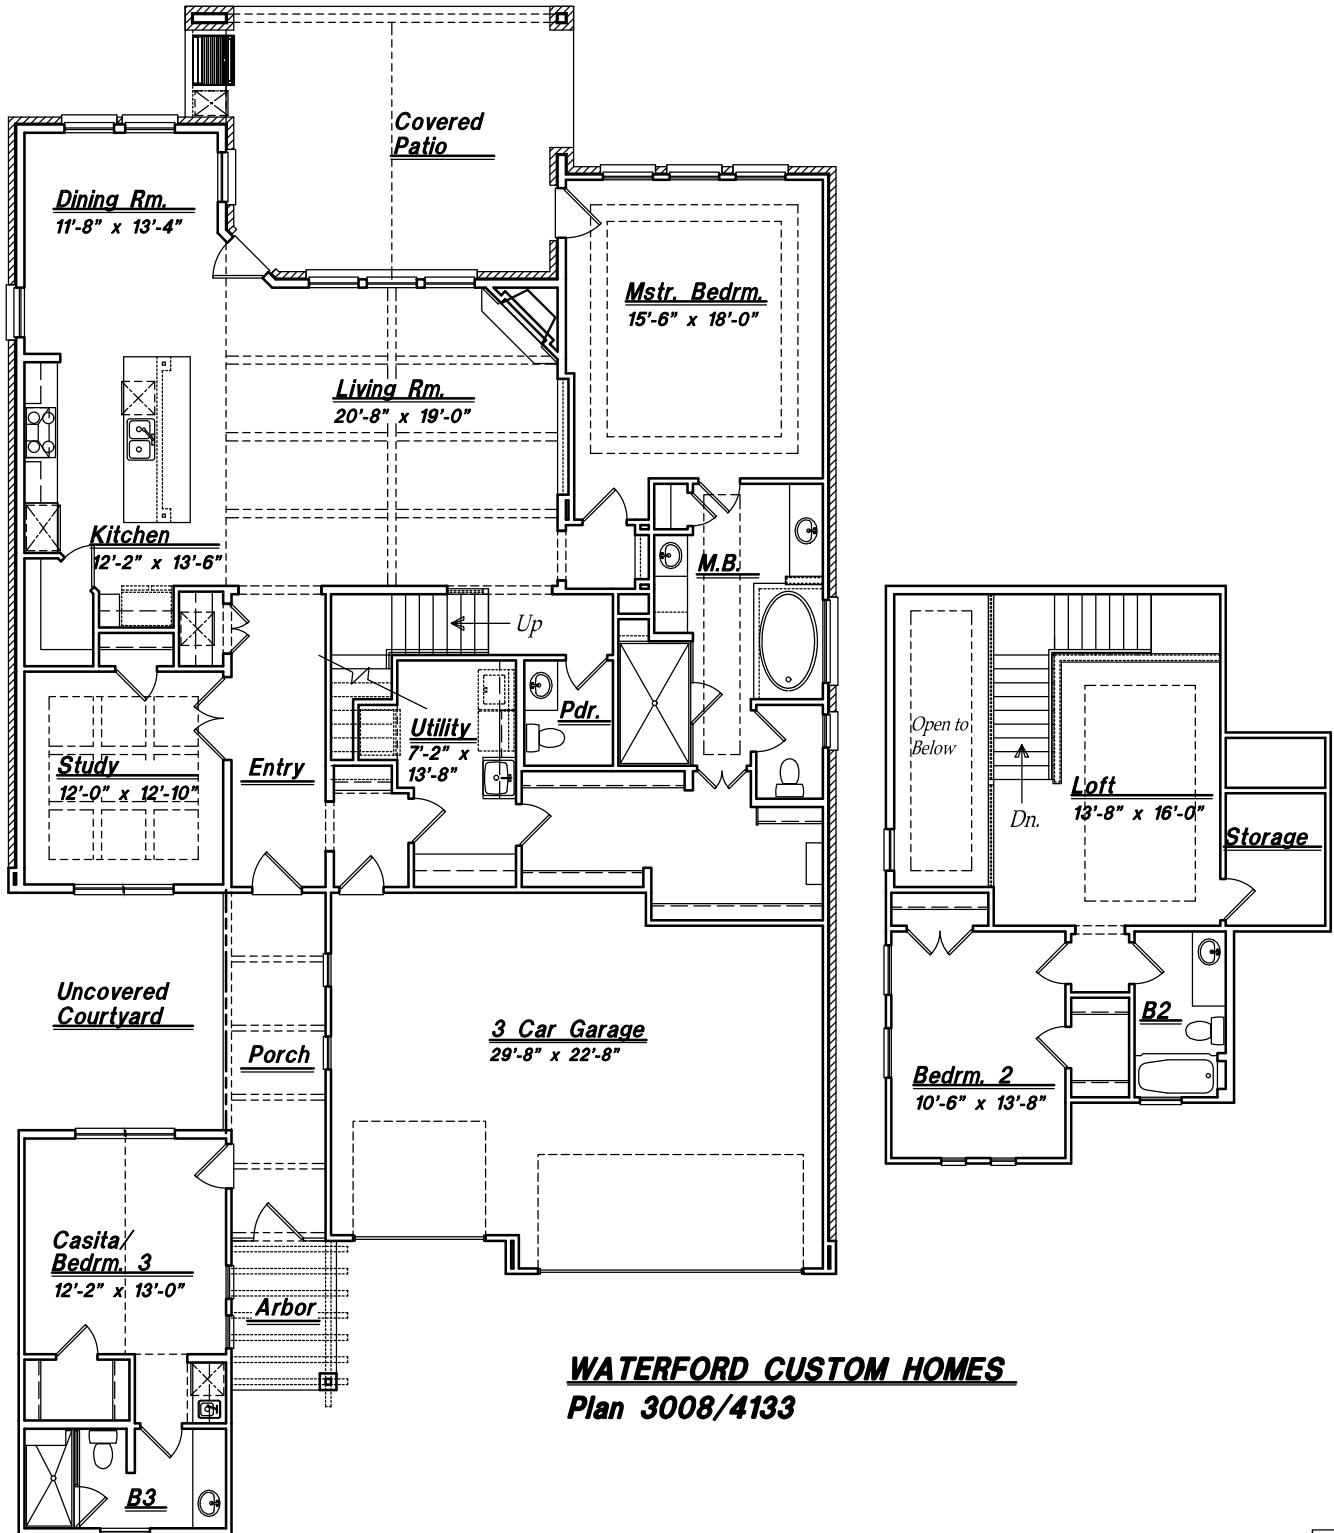 Covered
Patio
Dining Rm.
11'-8" x 13'-4"
Mstr. Bedrm.
15'-6" x 18'-0"
Living Rm.
20'-8" x 19'-0"
Kitchen
12'-2" x 13'-6"
M.B.
Up
Pdr.
Utility
7'-2" x
13'-8"
Study
12'-0" x 12'-10"
Entry
Open to
Below
Loft
13'-8" x 16'-0"
Dn.
Storage
Uncovered
Courtyard
Porch
3 Car Garage
29'-8" x 22'-8"
B2
Bedrm. 2
10'-6" x 13'-8"
Casita/
Bedrm. 3
12'-2" x 13'-0"
Arbor
B3
WATERFORD CUSTOM HOMES
Plan 3008/4133